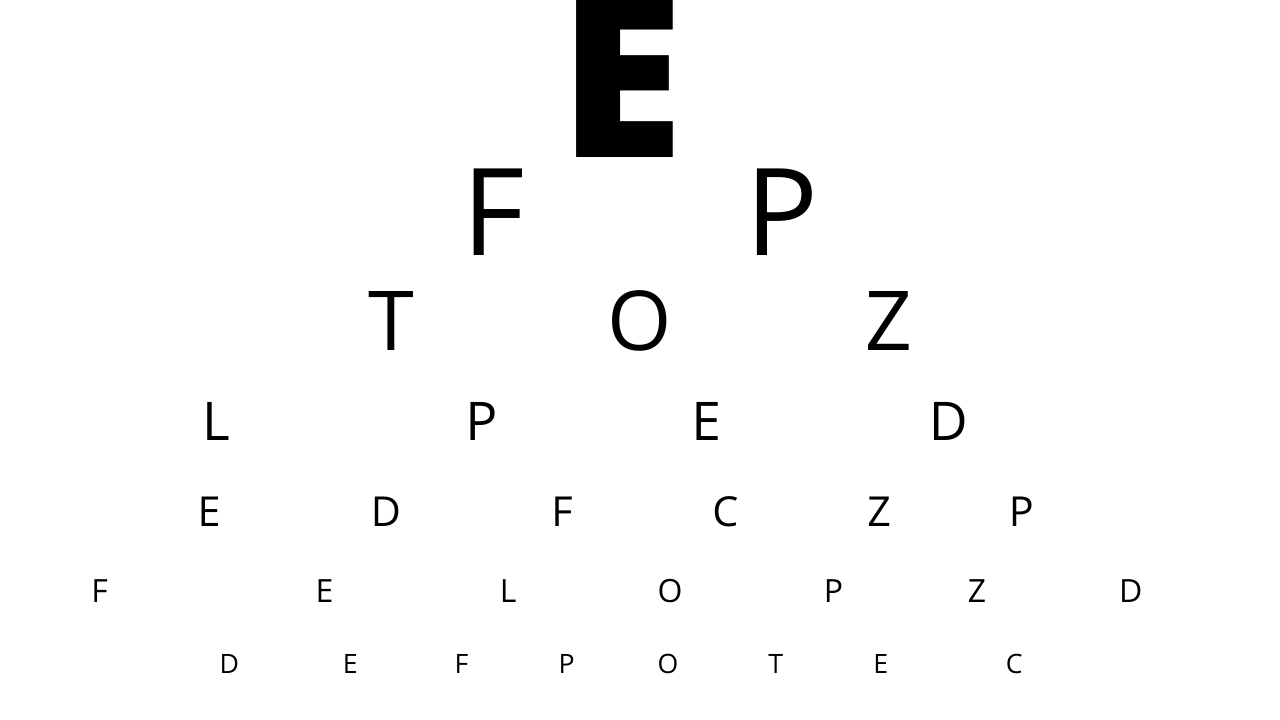 E
F P
T O Z
L P E D
E D F C Z P
F E L O P Z D
D E F P O T E C